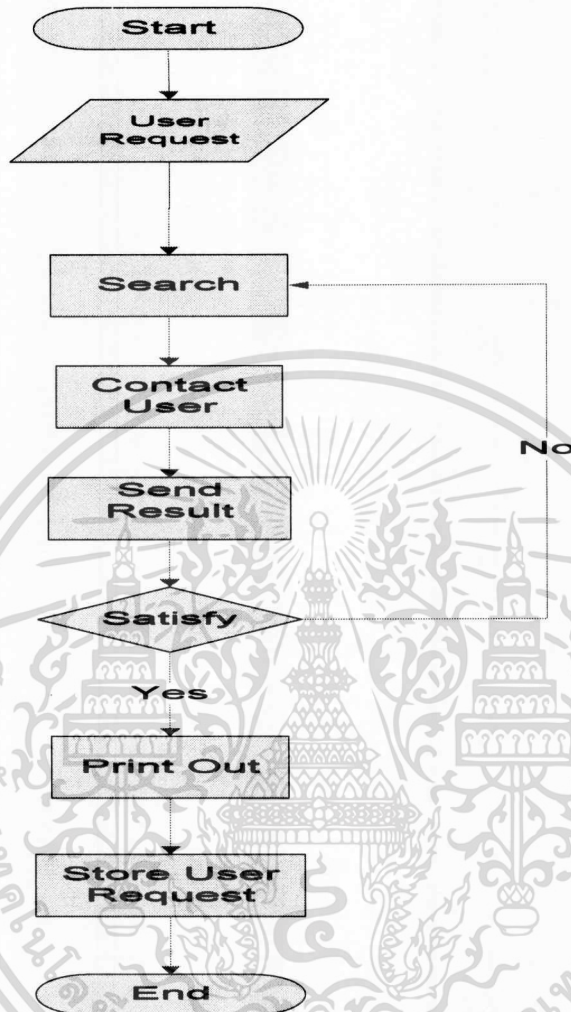 Start
User
Request
Search
Contact
User
Send
Result
No
Satisfy
Yes
Print Out
Store User
Request
End